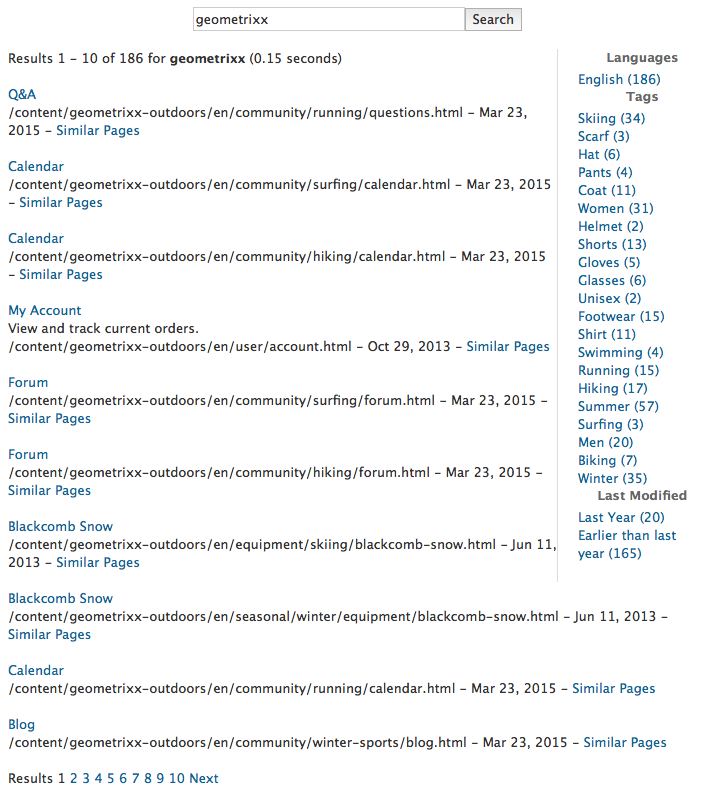 geometrixx
Search
Results 1 – 10 of 186 for geometrixx (0.15 seconds)
Q&A
/content/geometrixx-outdoors/en/community/running/questions.html – Mar 23,
2015 – Similar Pages
Calendar
/content/geometrixx-outdoors/en/community/surfing/calendar.html – Mar 23, 2015
– Similar Pages
Calendar
/content/geometrixx-outdoors/en/community/hiking/calendar.html – Mar 23, 2015
– Similar Pages
My Account
View and track current orders.
/content/geometrixx-outdoors/en/user/account.html – Oct 29, 2013 – Similar Pages
Forum
/content/geometrixx-outdoors/en/community/surfing/forum.html – Mar 23, 2015 –
Similar Pages
Forum
/content/geometrixx-outdoors/en/community/hiking/forum.html – Mar 23, 2015 –
Similar Pages
Blackcomb Snow
/content/geometrixx-outdoors/en/equipment/skiing/blackcomb-snow.html – Jun 11,
2013 – Similar Pages
Blackcomb Snow
/content/geometrixx-outdoors/en/seasonal/winter/equipment/blackcomb-snow.html – Jun 11, 2013 –
Similar Pages
Calendar
/content/geometrixx-outdoors/en/community/running/calendar.html – Mar 23, 2015 – Similar Pages
Blog
/content/geometrixx-outdoors/en/community/winter-sports/blog.html – Mar 23, 2015 – Similar Pages
Results 1 2 3 4 5 6 7 8 9 10 Next
Languages
English (186)
Tags
Skiing (34)
Scarf (3)
Hat (6)
Pants (4)
Coat (11)
Women (31)
Helmet (2)
Shorts (13)
Gloves (5)
Glasses (6)
Unisex (2)
Footwear (15)
Shirt (11)
Swimming (4)
Running (15)
Hiking (17)
Summer (57)
Surfing (3)
Men (20)
Biking (7)
Winter (35)
Last Modified
Last Year (20)
Earlier than last
year (165)